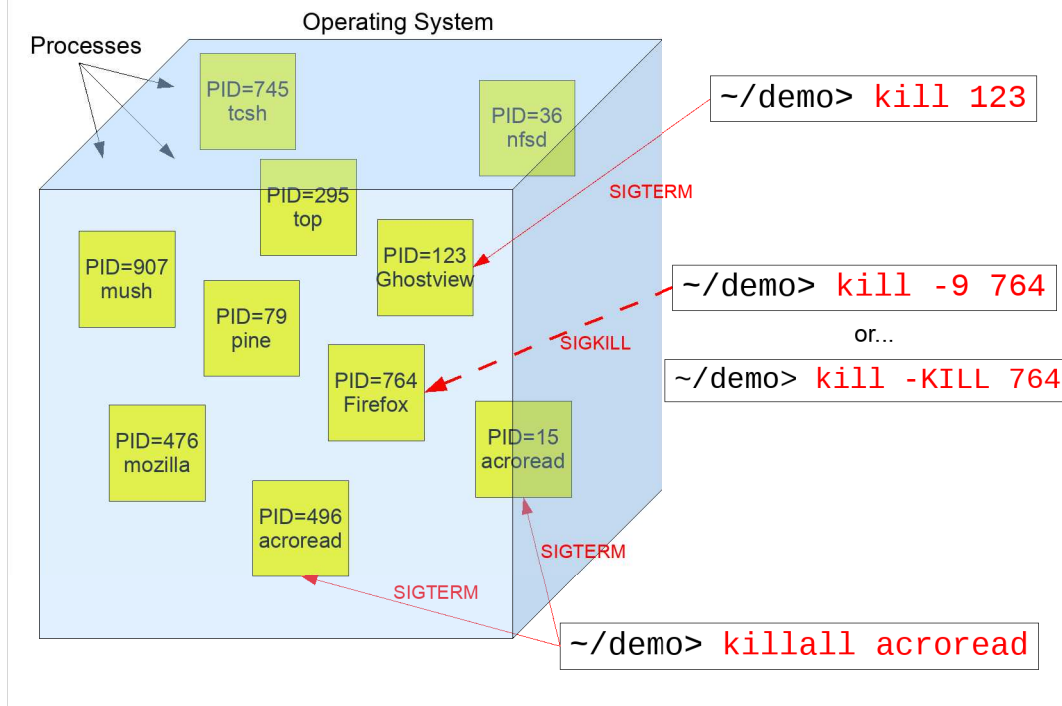 Operating System
Processes
PID=745
tcsh
PID=36
nfsd
~/demo> kill 123
PID=295
top
SIGTERM
PID=123
Ghostview
PID=907
mush
~/demo> kill -9 764
PID=79
pine
SIGKILL
or...
PID=764
Firefox
~/demo> kill -KILL 764
PID=476
mozilla
PID=15
acroread
PID=496
acroread
SIGTERM
SIGTERM
~/demo> killall acroread